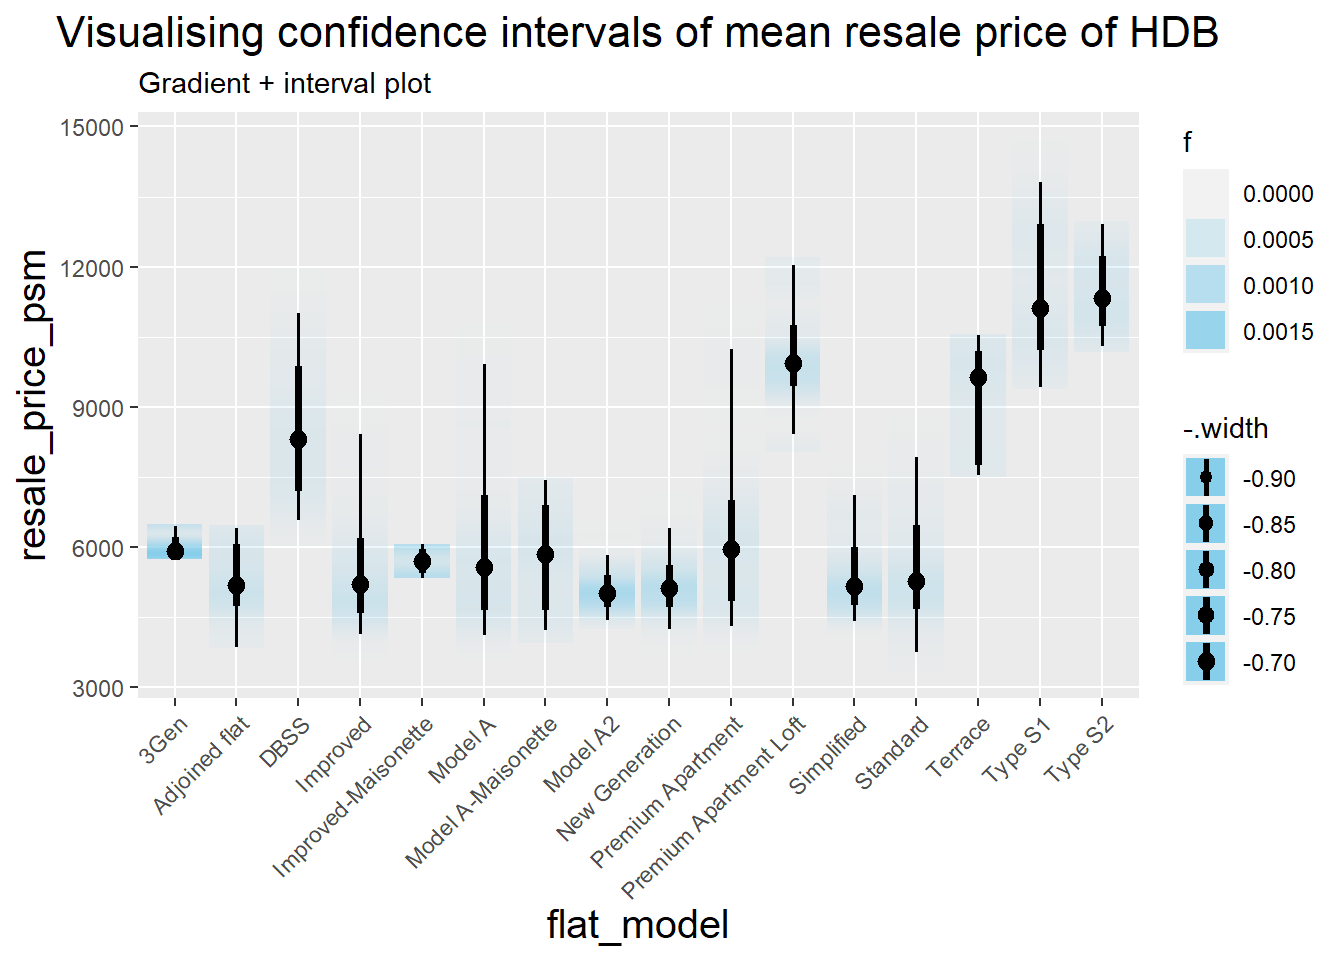 Visualising confidence intervals of mean resale price of HDB
Gradient + interval plot
resale_price_psm
15000
12000
9000
6000
3000
3Gen
Adjoined flat
DBSS
Improved
Improved-Maisonette
Model A
Model A-Maisonette
Model A2
New Generation
Premium Apartment
Premium Apartment Loft
Simplified
Standard
Terrace
Type S1
Type S2
flat_model
f
0.0000
0.0005
0.0010
0.0015
-.width
-0.90
-0.85
-0.80
-0.75
-0.70